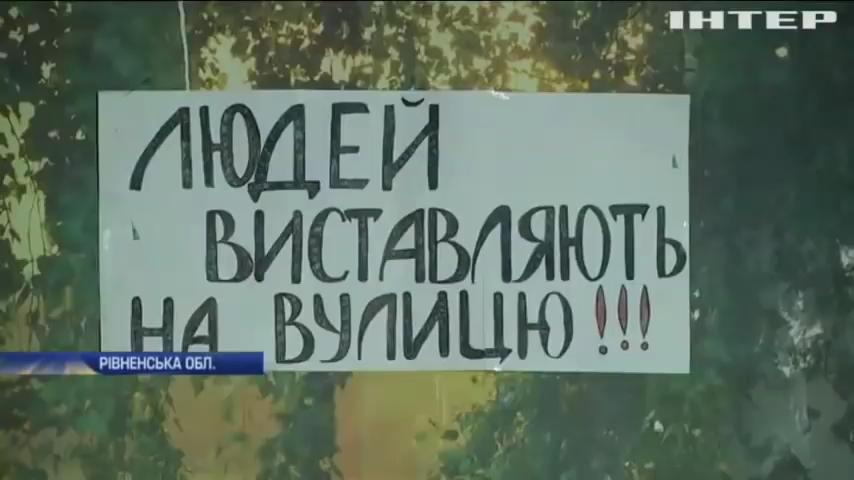 ІНТЕР
ЛЮДЕЙ
ВИСТАВЛЯЮТЬ
НА ВУЛИЦЮ!!!
РІВНЕНСЬКА ОБЛ.